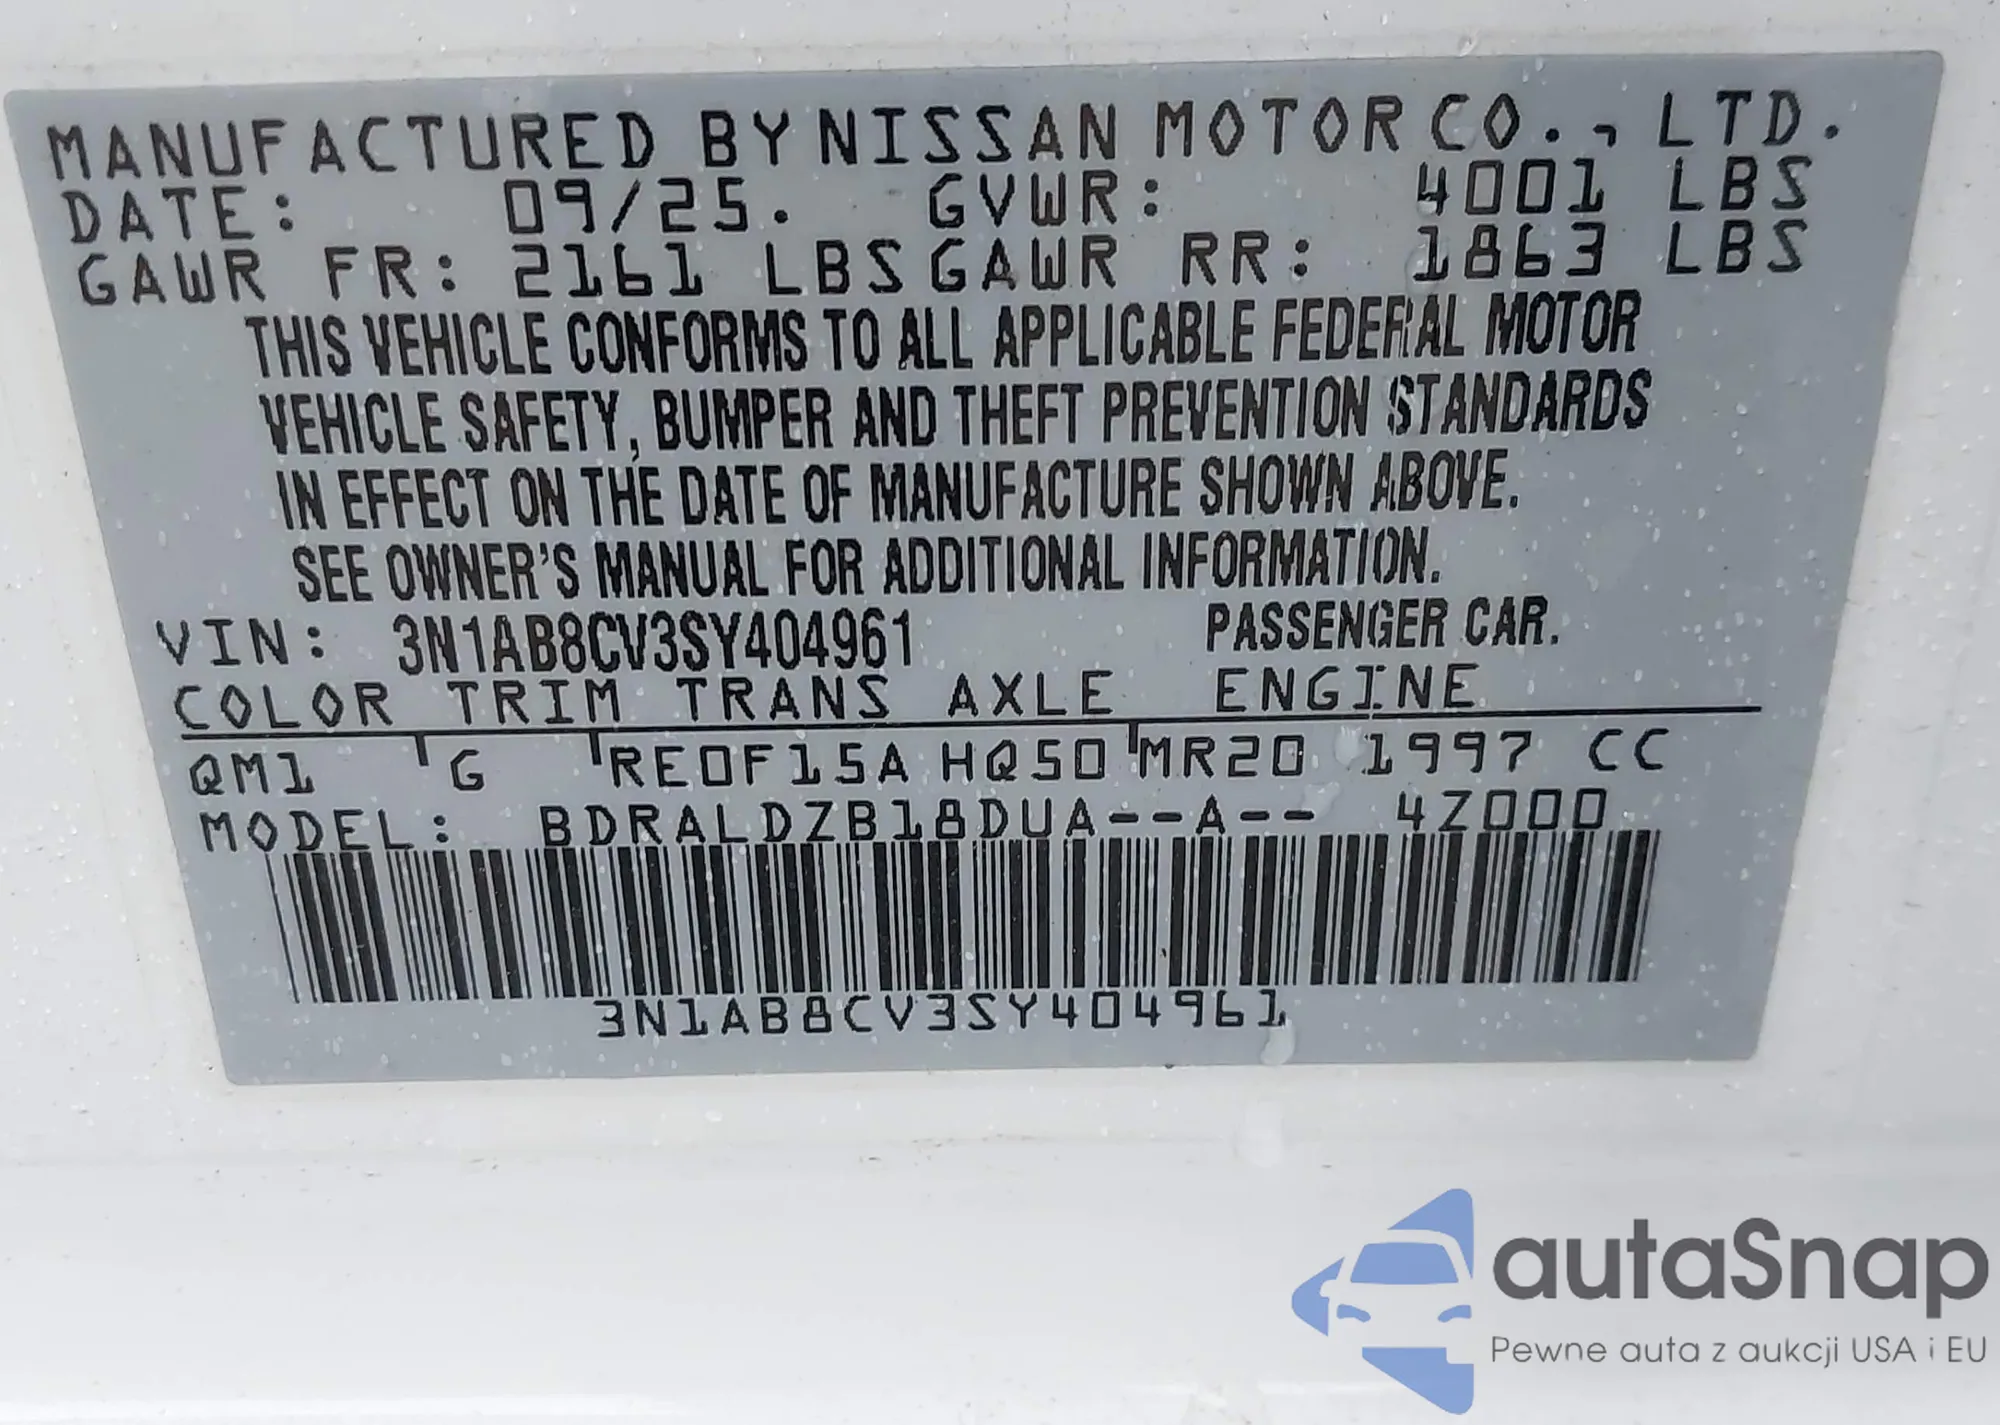 MANUFACTURED BY NISSAN MOTOR CO., LTD.
DATE: 09/25. GVWR: 4001 LBS
GAWR FR: 2161 LBS GAWR RR: 1863 LBS
THIS VEHICLE CONFORMS TO ALL APPLICABLE FEDERAL MOTOR
VEHICLE SAFETY, BUMPER AND THEFT PREVENTION STANDARDS
IN EFFECT ON THE DATE OF MANUFACTURE SHOWN ABOVE.
SEE OWNER'S MANUAL FOR ADDITIONAL INFORMATION.
VIN: 3N1AB8CV3SY404961 PASSENGER CAR.
COLOR TRIM TRANS AXLE ENGINE
QM1 G RE0F15A HQ50 MR20 1997 CC
MODEL: BDRALDZB18DUA--A-- 4Z000
3N1AB8CV3SY404961
autaSnap
Pewne auta z aukcji USA i EU